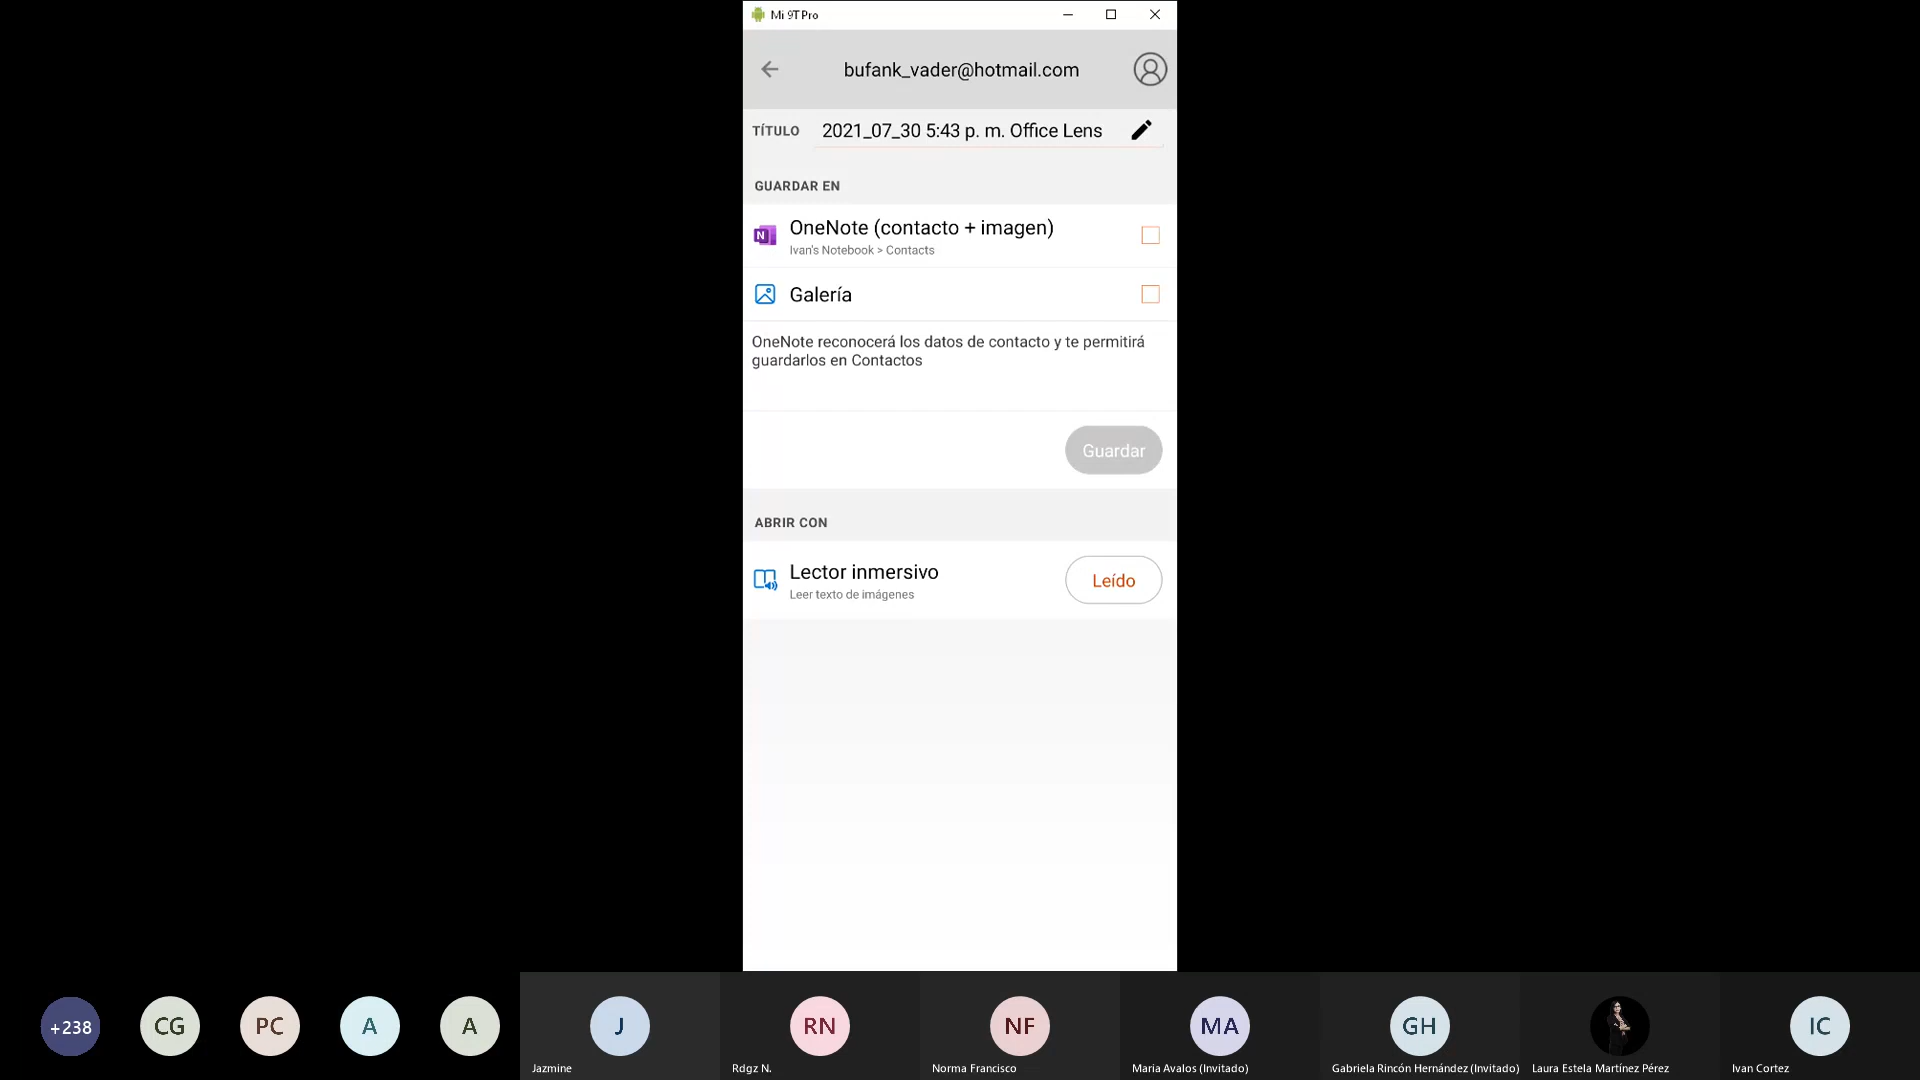 Mi 9T Pro
bufank_vader@hotmail.com
TÍTULO 2021_07_30 5:43 p. m. Office Lens
GUARDAR EN
OneNote (contacto + imagen)
Ivan's Notebook > Contacts
Galería
OneNote reconocerá los datos de contacto y te permitirá
guardarlos en Contactos
Guardar
ABRIR CON
Lector inmersivo
Leer texto de imágenes
Leído
+238 CG PC A A J RN NF MA GH IC
Jazmine Rdgz N. Norma Francisco Maria Avalos (Invitado) Gabriela Rincón Hernández (Invitado) Laura Estela Martínez Pérez Ivan Cortez